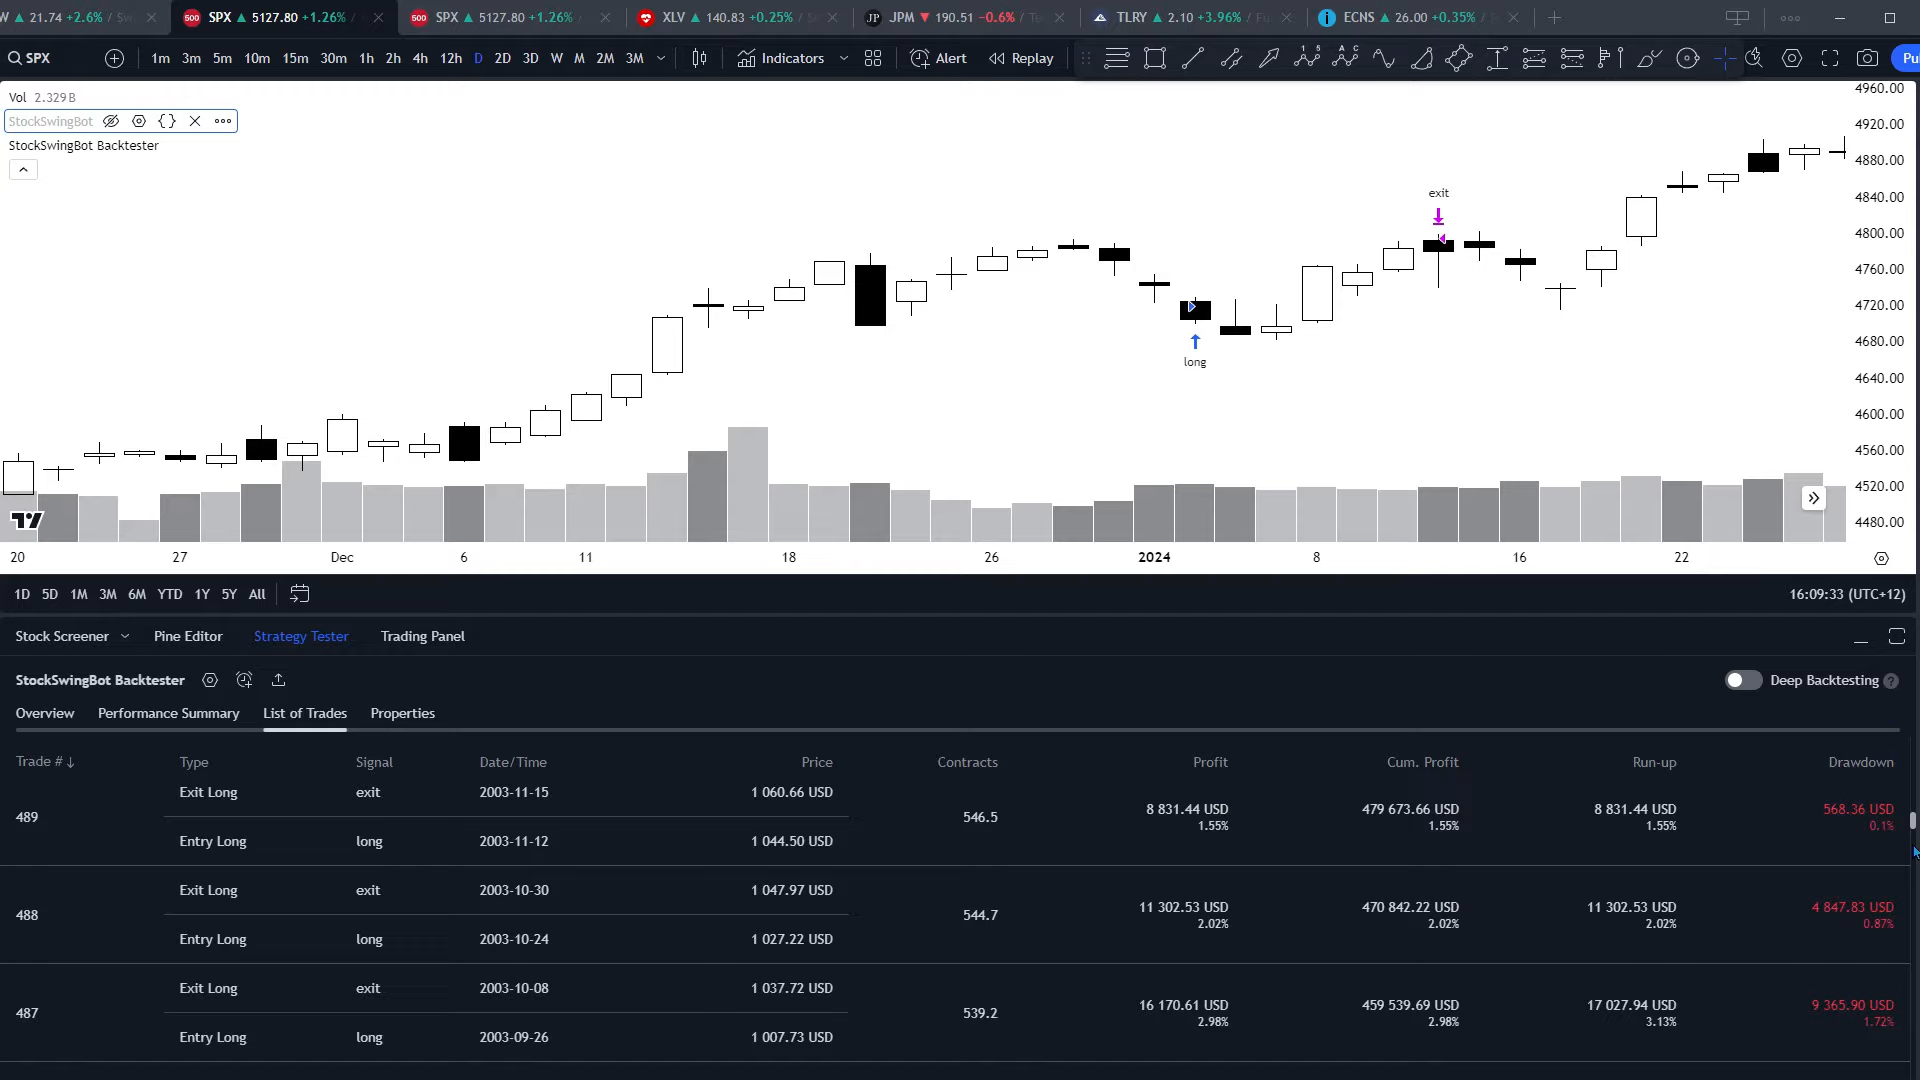 W 21.74 +2.6%
500 SPX 5127.80 +1.26%
500 SPX 5127.80 +1.26%
XLV 140.83 +0.25%
JP JPM 190.51 −0.6%
TLRY 2.10 +3.96%
i ECNS 26.00 +0.35%
SPX 1m 3m 5m 10m 15m 30m 1h 2h 4h 12h D 2D 3D W M 2M 3M Indicators Alert Replay
Vol 2.329B
StockSwingBot
StockSwingBot Backtester
exit
long
4960.00
4920.00
4880.00
4840.00
4800.00
4760.00
4720.00
4680.00
4640.00
4600.00
4560.00
4520.00
4480.00
20 27 Dec 6 11 18 26 2024 8 16 22
1D 5D 1M 3M 6M YTD 1Y 5Y All 16:09:33 (UTC+12)
Stock Screener Pine Editor Strategy Tester Trading Panel
StockSwingBot Backtester Deep Backtesting ?
Overview Performance Summary List of Trades Properties
Trade # Type Signal Date/Time Price Contracts Profit Cum. Profit Run-up Drawdown
489 Exit Long exit 2003-11-15 1 060.66 USD 546.5 8 831.44 USD 479 673.66 USD 8 831.44 USD 568.36 USD
1.55% 1.55% 1.55% 0.1%
Entry Long long 2003-11-12 1 044.50 USD
488 Exit Long exit 2003-10-30 1 047.97 USD 544.7 11 302.53 USD 470 842.22 USD 11 302.53 USD 4 847.83 USD
2.02% 2.02% 2.02% 0.87%
Entry Long long 2003-10-24 1 027.22 USD
487 Exit Long exit 2003-10-08 1 037.72 USD 539.2 16 170.61 USD 459 539.69 USD 17 027.94 USD 9 365.90 USD
2.98% 2.98% 3.13% 1.72%
Entry Long long 2003-09-26 1 007.73 USD